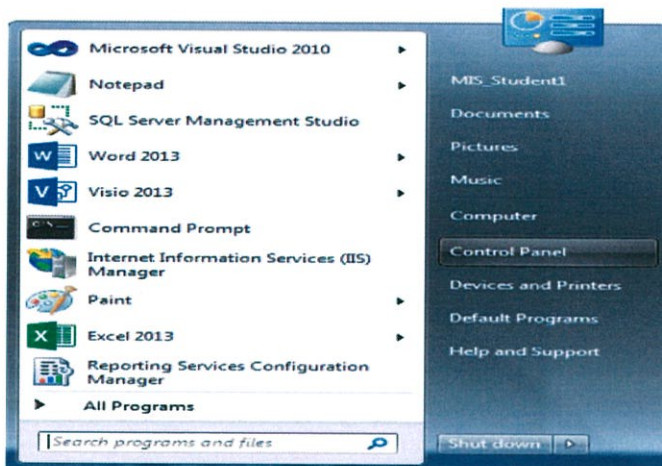 Microsoft Visual Studio 2010
Notepad
SQL Server Management Studio
Word 2013
Visio 2013
Command Prompt
Internet Information Services (IIS)
Manager
Paint
Excel 2013
Reporting Services Configuration
Manager
All Programs
Search programs and files
MIS_Student1
Documents
Pictures
Music
Computer
Control Panel
Devices and Printers
Default Programs
Help and Support
Shut down